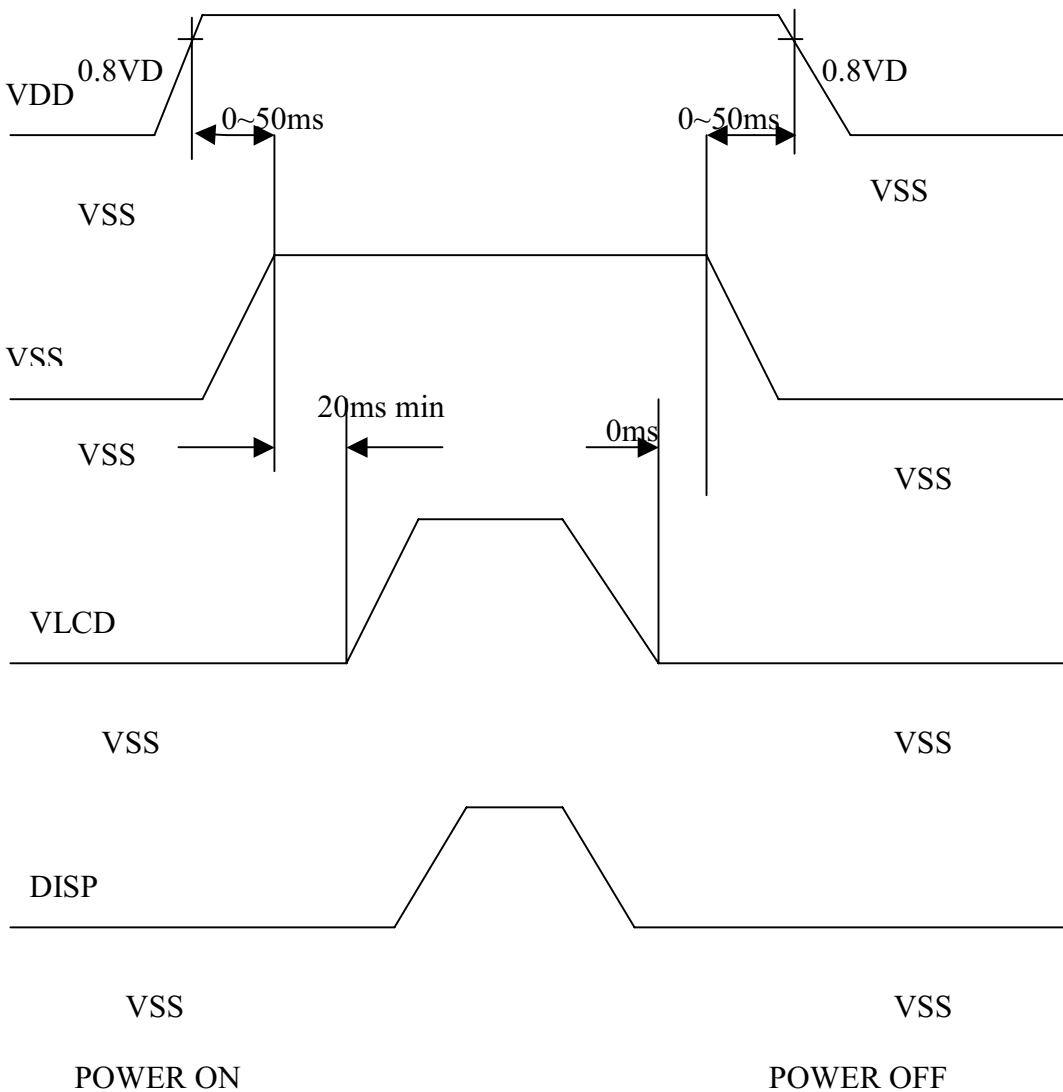 0.8VD 0.8VD
VDD
0~50ms 0~50ms
VSS VSS
VSS
20ms min 0ms
VSS VSS
VLCD
VSS VSS
DISP
VSS VSS
POWER ON POWER OFF